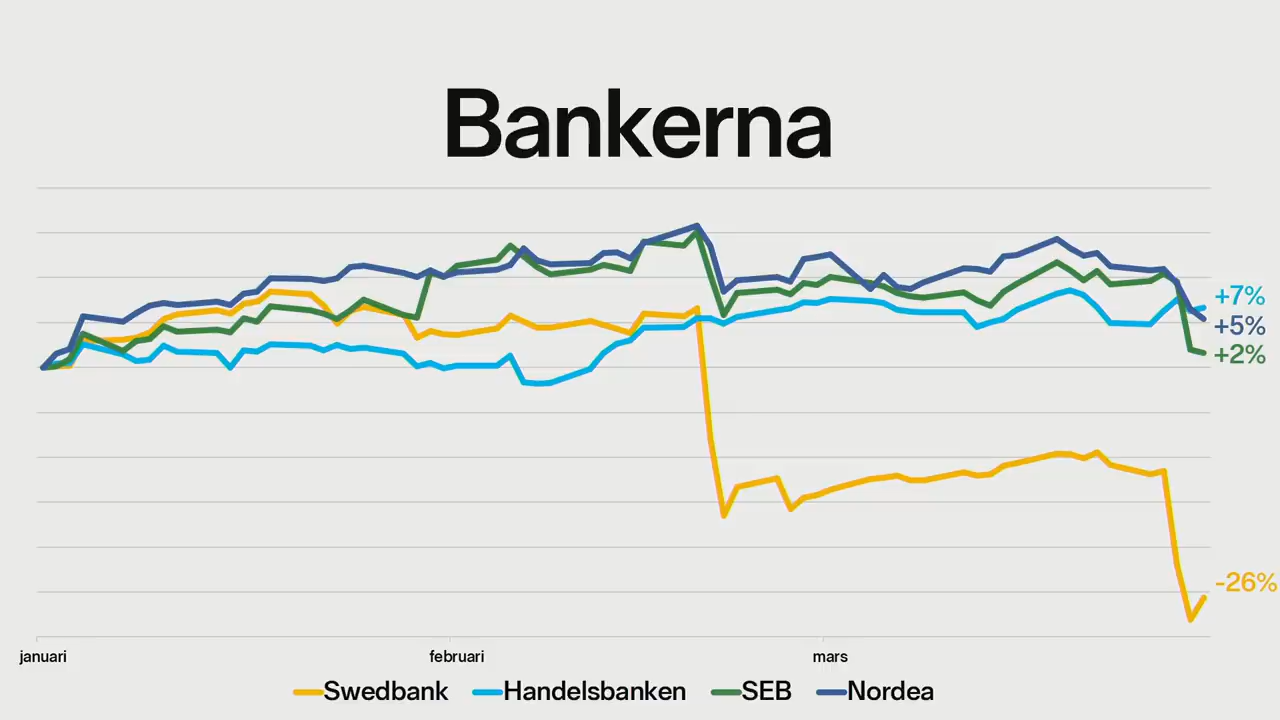 Bankerna
+7%
+5%
+2%
-26%
januari februari mars
Swedbank Handelsbanken SEB Nordea